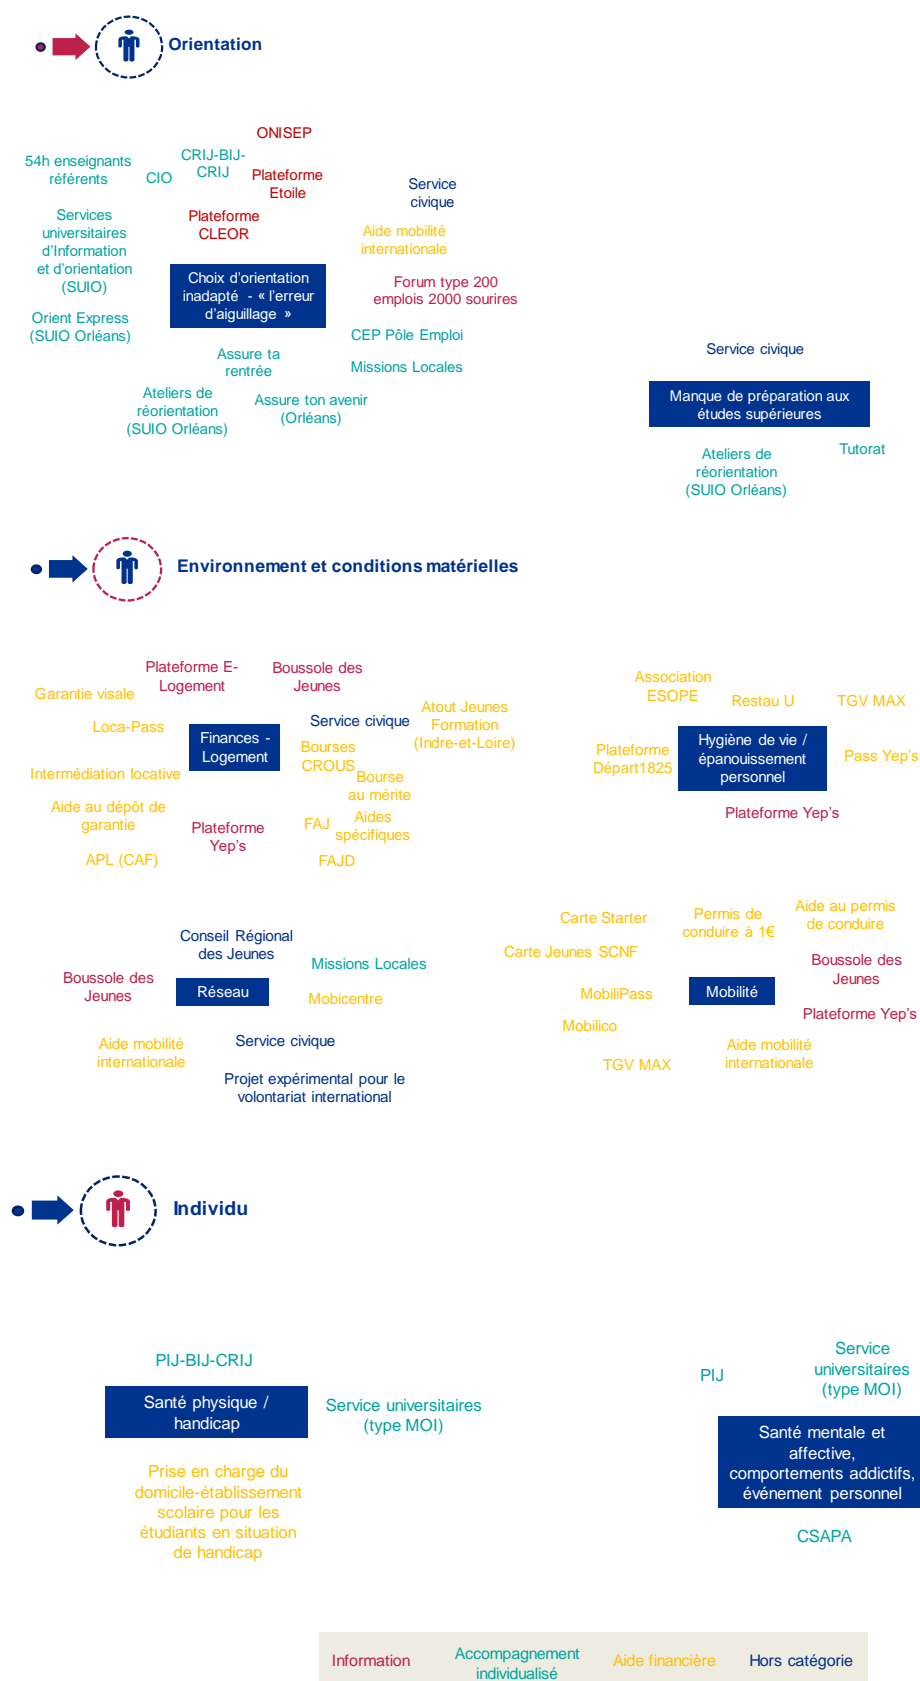 Orientation
ONISEP
54h enseignants
référents
CIO
CRIJ-BIJ-
CRIJ
Plateforme
Etoile
Service
civique
Services
universitaires
d'Information
et d'orientation
(SUIO)
Plateforme
CLEOR
Aide mobilité
internationale
Choix d'orientation
inadapté - « l'erreur
d'aiguillage »
Forum type 200
emplois 2000 sourires
Orient Express
(SUIO Orléans)
CEP Pôle Emploi
Assure ta
rentrée
Missions Locales
Ateliers de
réorientation
(SUIO Orléans)
Assure ton avenir
(Orléans)
Service civique
Manque de préparation aux
études supérieures
Ateliers de
réorientation
(SUIO Orléans)
Tutorat
Environnement et conditions matérielles
Plateforme E-
Logement
Boussole des
Jeunes
Garantie visale
Loca-Pass
Finances -
Logement
Service civique
Atout Jeunes
Formation
(Indre-et-Loire)
Bourses
CROUS
Intermédiation locative
Bourse
au mérite
Aide au dépôt de
garantie
Plateforme
Yep's
FAJ
Aides
spécifiques
APL (CAF)
FAJD
Association
ESOPE
Restau U
TGV MAX
Plateforme
Départ1825
Hygiène de vie /
épanouissement
personnel
Pass Yep's
Plateforme Yep's
Conseil Régional
des Jeunes
Missions Locales
Boussole des
Jeunes
Réseau
Mobicentre
Aide mobilité
internationale
Service civique
Projet expérimental pour le
volontariat international
Carte Starter
Permis de
conduire à 1€
Aide au permis
de conduire
Carte Jeunes SCNF
Boussole des
Jeunes
MobiliPass
Mobilité
Plateforme Yep's
Mobilico
Aide mobilité
internationale
TGV MAX
Individu
PIJ-BIJ-CRIJ
Santé physique /
handicap
Service universitaires
(type MOI)
Prise en charge du
domicile-établissement
scolaire pour les
étudiants en situation
de handicap
PIJ
Service
universitaires
(type MOI)
Santé mentale et
affective,
comportements addictifs,
événement personnel
CSAPA
Information
Accompagnement
individualisé
Aide financière
Hors catégorie